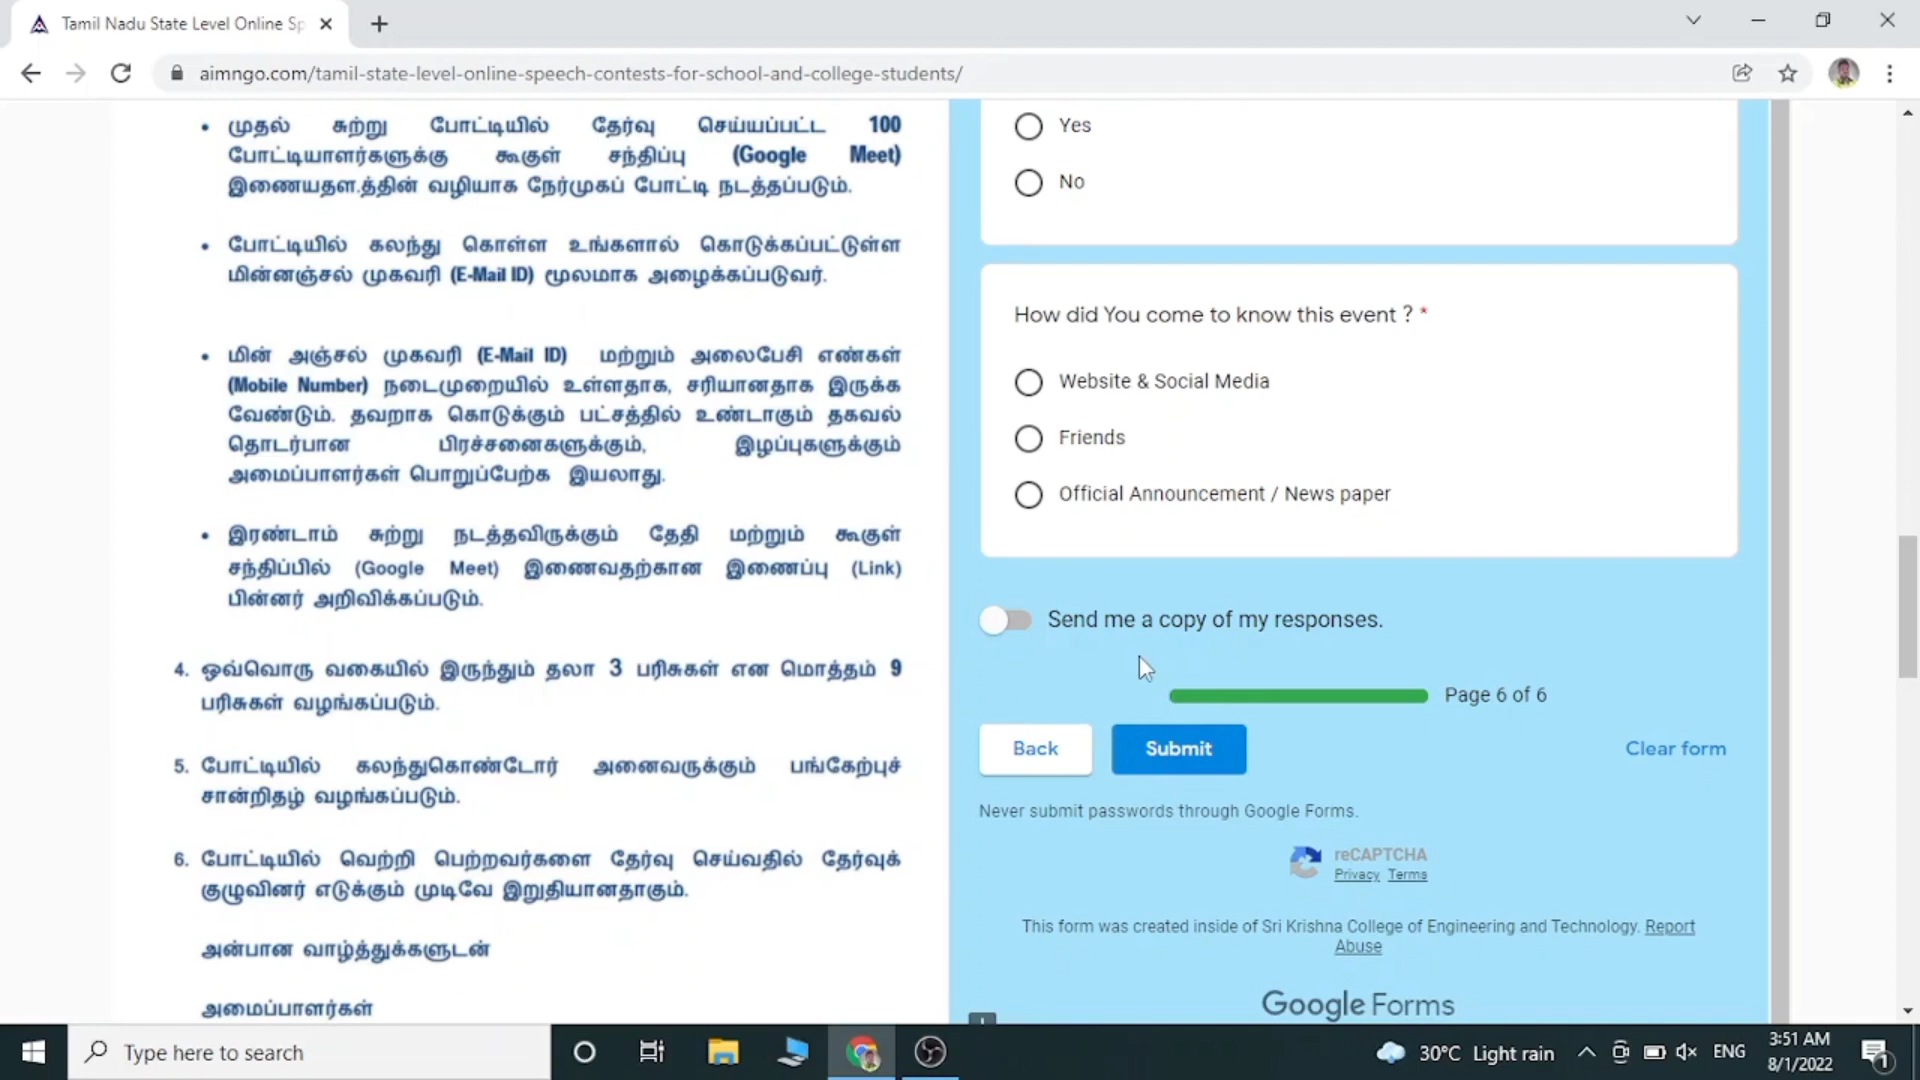 Tamil Nadu State Level Online Sp
aimngo.com/tamil-state-level-online-speech-contests-for-school-and-college-students/
• முதல் சுற்று போட்டியில் தேர்வு செய்யப்பட்ட 100
போட்டியாளர்களுக்கு கூகுள் சந்திப்பு (Google Meet)
இணையதள.த்தின் வழியாக நேர்முகப் போட்டி நடத்தப்படும்.
• போட்டியில் கலந்து கொள்ள உங்களால் கொடுக்கப்பட்டுள்ள
மின்னஞ்சல் முகவரி (E-Mail ID) மூலமாக அழைக்கப்படுவர்.
• மின் அஞ்சல் முகவரி (E-Mail ID) மற்றும் அலைபேசி எண்கள்
(Mobile Number) நடைமுறையில் உள்ளதாக, சரியானதாக இருக்க
வேண்டும். தவறாக கொடுக்கும் பட்சத்தில் உண்டாகும் தகவல்
தொடர்பான பிரச்சனைகளுக்கும், இழப்புகளுக்கும்
அமைப்பாளர்கள் பொறுப்பேற்க இயலாது.
• இரண்டாம் சுற்று நடத்தவிருக்கும் தேதி மற்றும் கூகுள்
சந்திப்பில் (Google Meet) இணைவதற்கான இணைப்பு (Link)
பின்னர் அறிவிக்கப்படும்.
4. ஒவ்வொரு வகையில் இருந்தும் தலா 3 பரிசுகள் என மொத்தம் 9
பரிசுகள் வழங்கப்படும்.
5. போட்டியில் கலந்துகொண்டோர் அனைவருக்கும் பங்கேற்புச்
சான்றிதழ் வழங்கப்படும்.
6. போட்டியில் வெற்றி பெற்றவர்களை தேர்வு செய்வதில் தேர்வுக்
குழுவினர் எடுக்கும் முடிவே இறுதியானதாகும்.
அன்பான வாழ்த்துக்களுடன்
அமைப்பாளர்கள்
Yes
No
How did You come to know this event ? *
Website & Social Media
Friends
Official Announcement / News paper
Send me a copy of my responses.
Page 6 of 6
Back
Submit
Clear form
Never submit passwords through Google Forms.
reCAPTCHA
Privacy Terms
This form was created inside of Sri Krishna College of Engineering and Technology. Report
Abuse
Google Forms
Type here to search
30°C Light rain
ENG
3:51 AM
8/1/2022
1